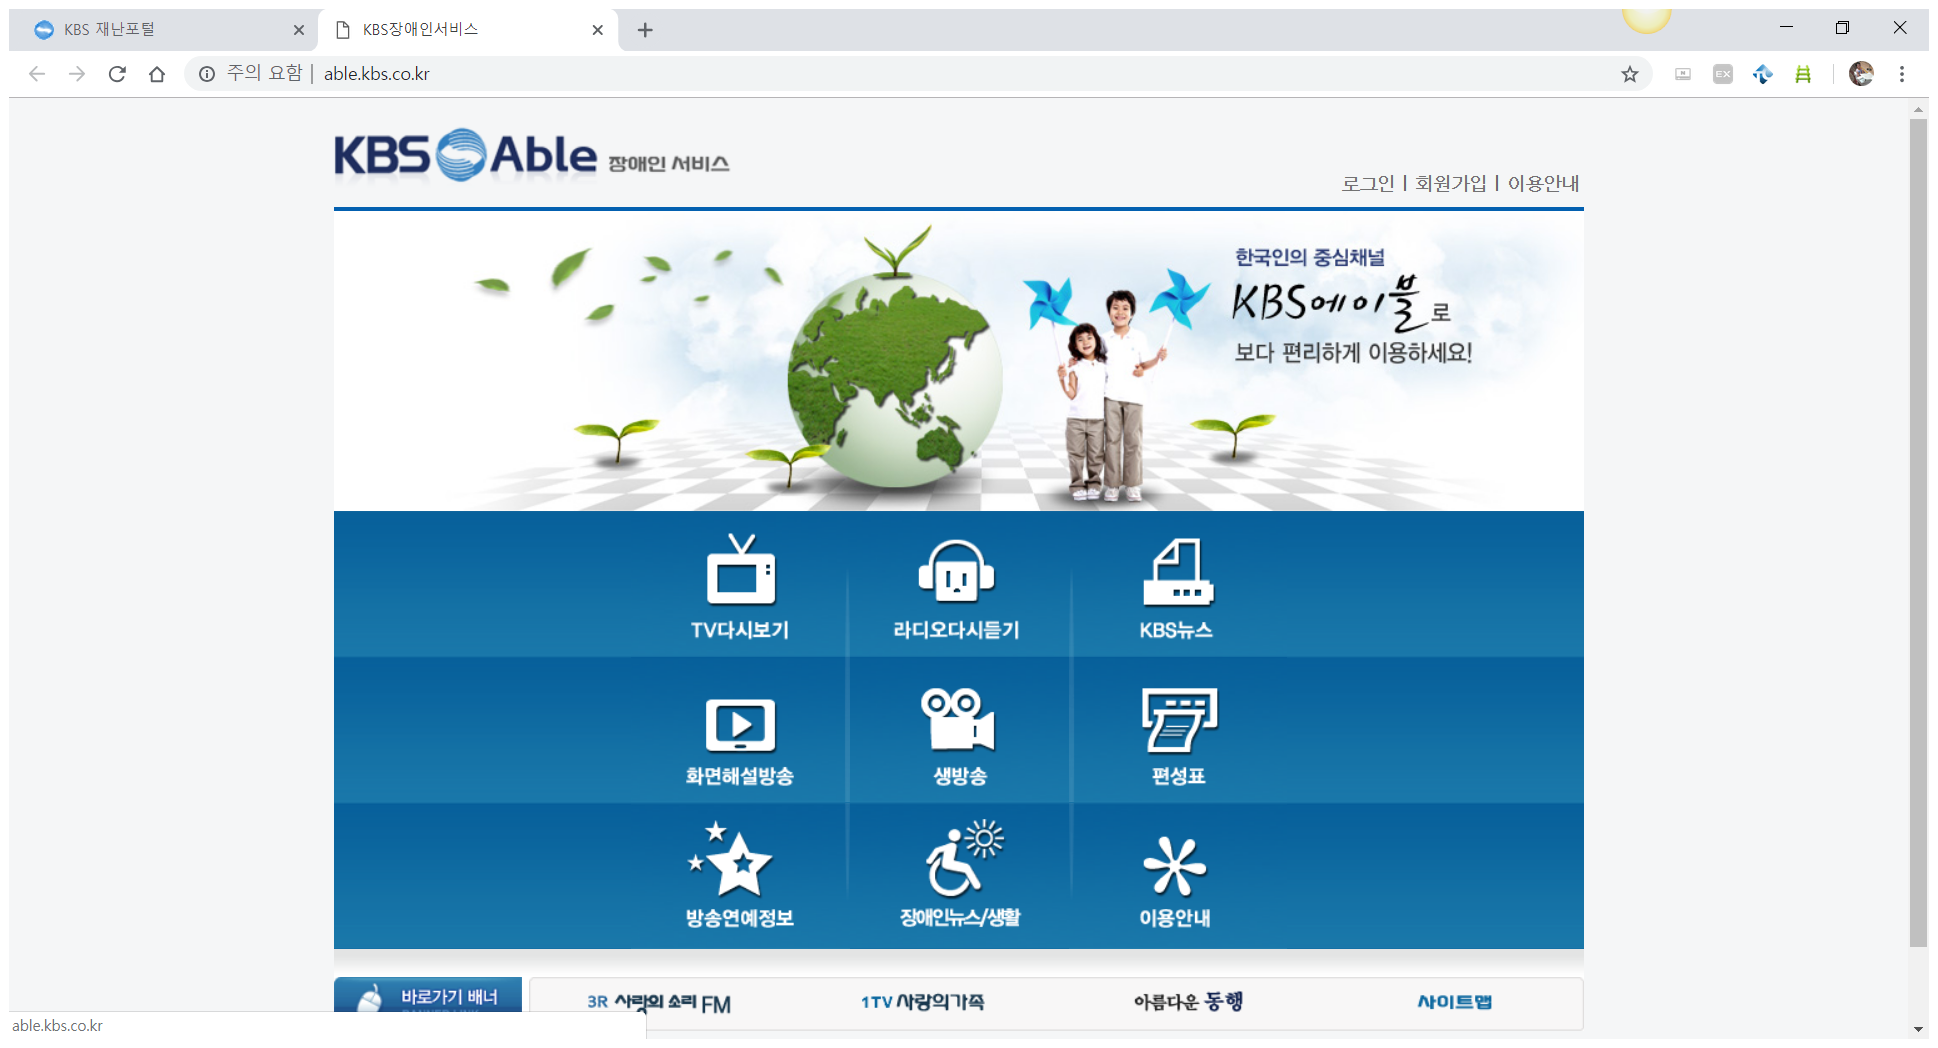 KBS 재난포털
KBS장애인서비스
주의 요함 | able.kbs.co.kr
EX
KBS Able 장애인 서비스
로그인 | 회원가입 | 이용안내
한국인의 중심채널
KBS에이블로
보다 편리하게 이용하세요!
TV다시보기
라디오다시듣기
KBS뉴스
화면해설방송
생방송
편성표
방송연예정보
장애인뉴스/생활
이용안내
바로가기 배너
3R 사랑의 소리 FM
1TV 사랑의가족
아름다운 동행
사이트맵
able.kbs.co.kr